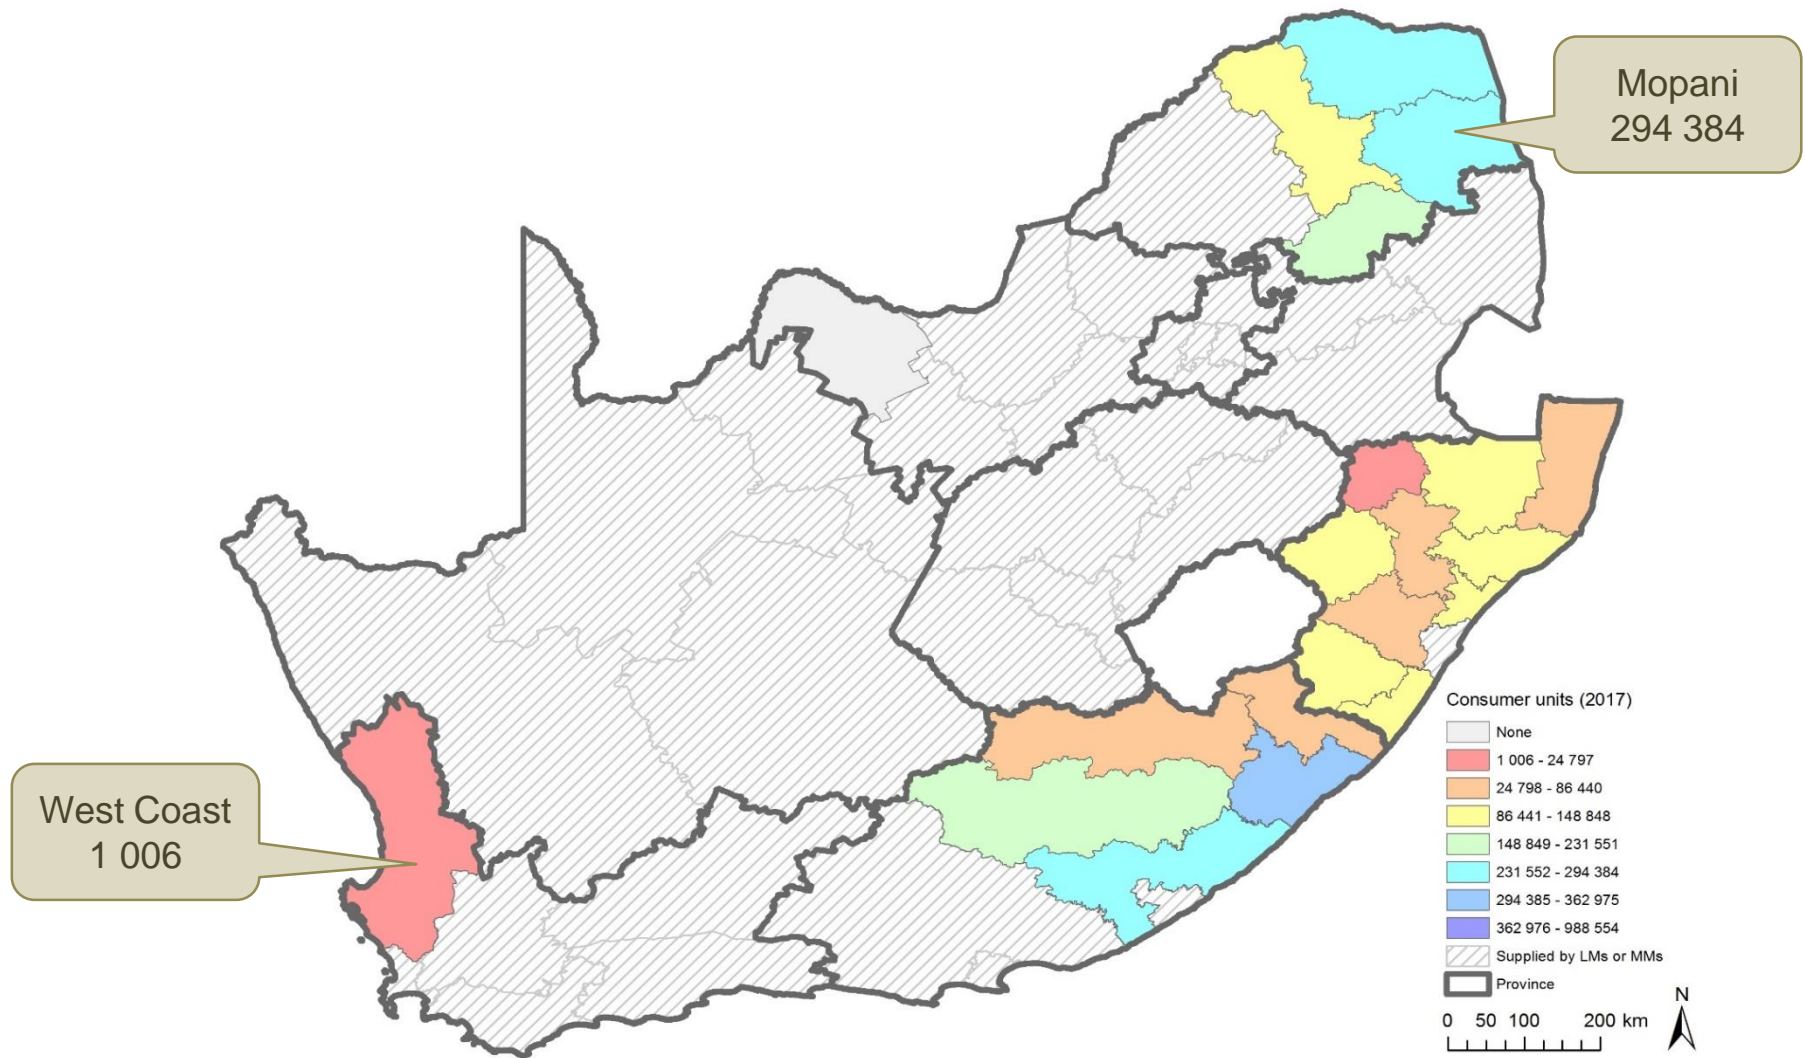 Mopani
294 384
West Coast
1 006
Consumer units (2017)
None
1 006 - 24 797
24 798 - 86 440
86 441 - 148 848
148 849 - 231 551
231 552 - 294 384
294 385 - 362 975
362 976 - 988 554
Supplied by LMs or MMs
Province
N
0 50 100 200 km